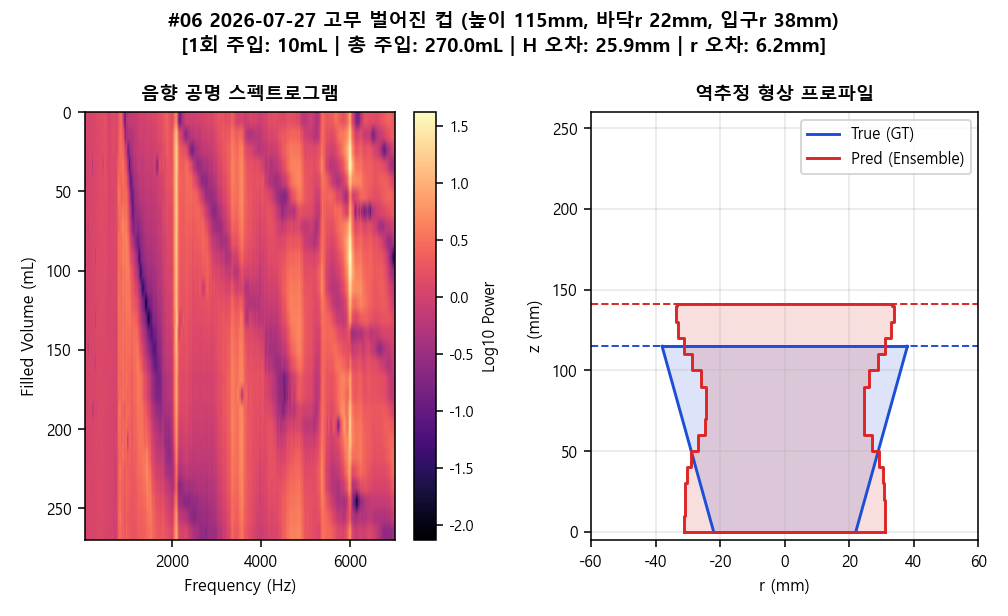 #06 2026-07-27 고무 벌어진 컵 (높이 115mm, 바닥r 22mm, 입구r 38mm)
[1회 주입: 10mL | 총 주입: 270.0mL | H 오차: 25.9mm | r 오차: 6.2mm]
음향 공명 스펙트로그램
0
50
100
150
200
250
Filled Volume (mL)
2000
4000
6000
Frequency (Hz)
1.5
1.0
0.5
0.0
-0.5
-1.0
-1.5
-2.0
Log10 Power
역추정 형상 프로파일
True (GT)
Pred (Ensemble)
250
200
150
100
50
0
z (mm)
-60
-40
-20
0
20
40
60
r (mm)